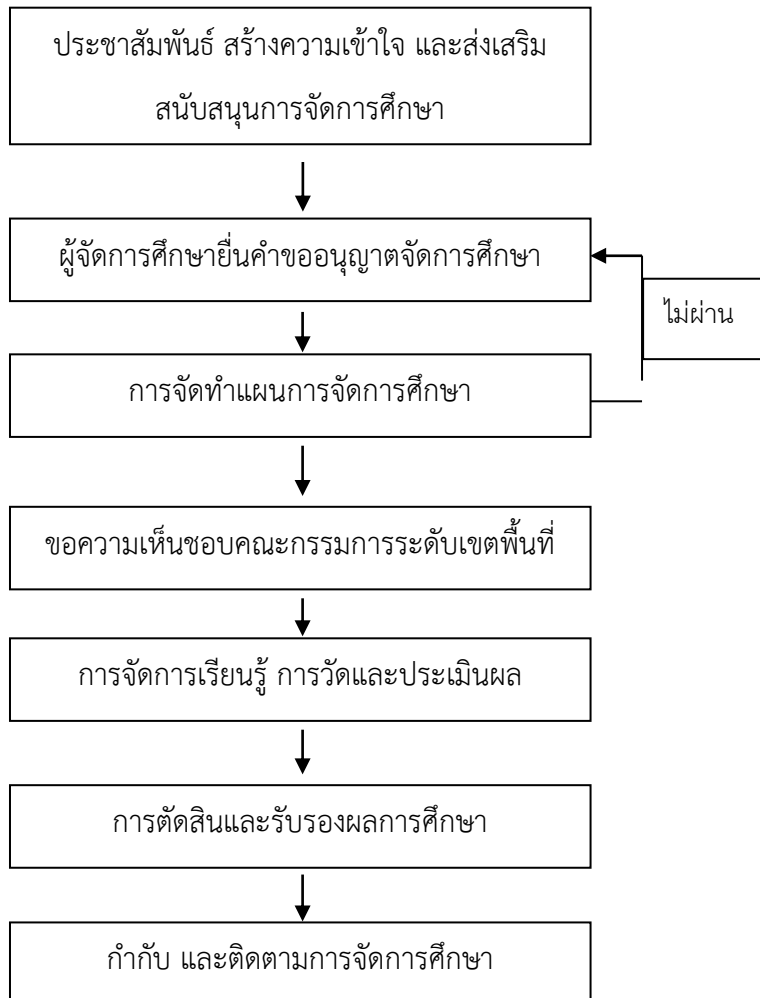 ประชาสัมพันธ์ สร้างความเข้าใจ และส่งเสริม
สนับสนุนการจัดการศึกษา
ผู้จัดการศึกษายื่นคำขออนุญาตจัดการศึกษา
ไม่ผ่าน
การจัดทำแผนการจัดการศึกษา
ขอความเห็นชอบคณะกรรมการระดับเขตพื้นที่
การจัดการเรียนรู้ การวัดและประเมินผล
การตัดสินและรับรองผลการศึกษา
กำกับ และติดตามการจัดการศึกษา